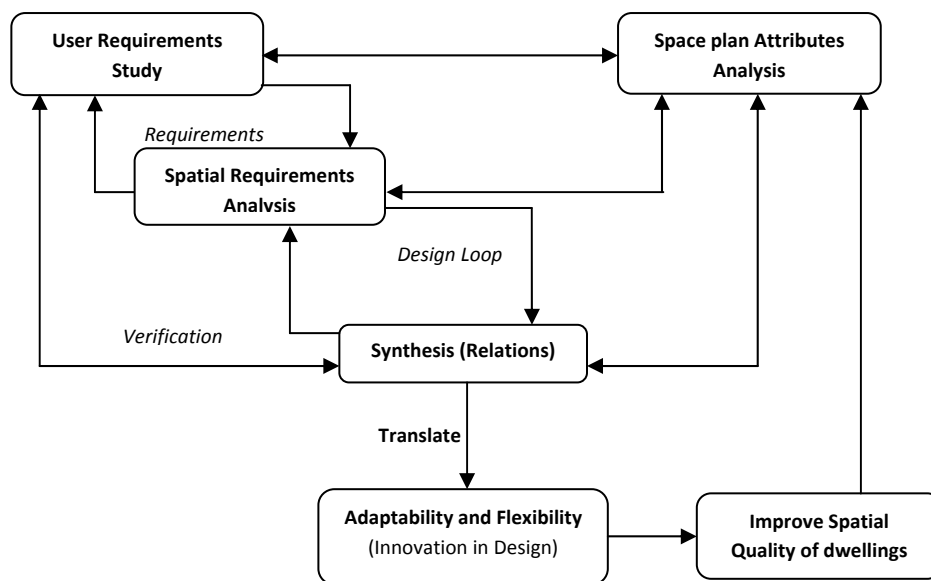 User Requirements
Study
Space plan Attributes
Analysis
Requirements
Spatial Requirements
Analvsis
Design Loop
Verification
Synthesis (Relations)
Translate
Adaptability and Flexibility
(Innovation in Design)
Improve Spatial
Quality of dwellings